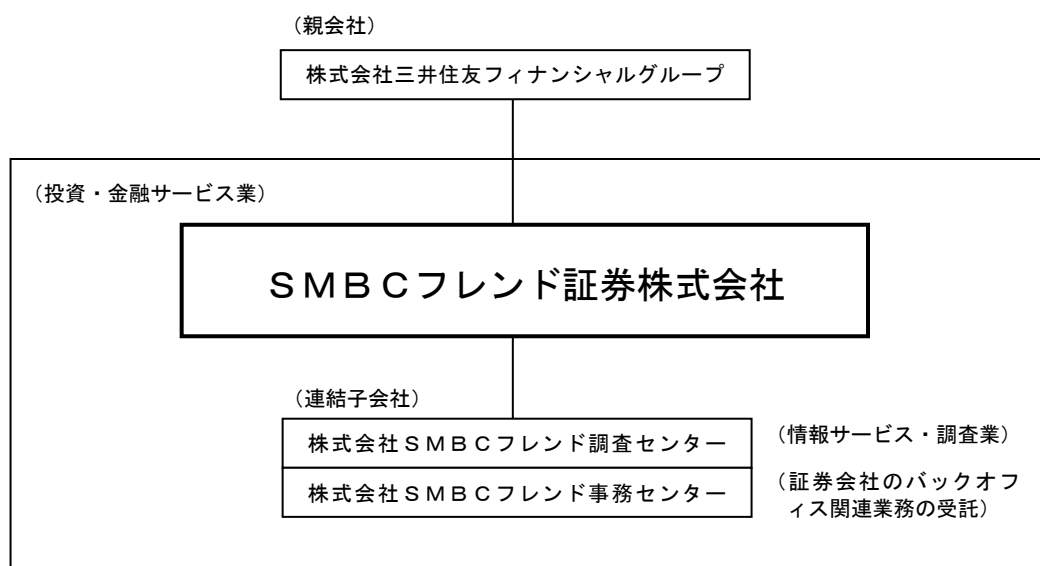 （親会社）
株式会社三井住友フィナンシャルグループ
（投資・金融サービス業）
ＳＭＢＣフレンド証券株式会社
（連結子会社）
株式会社ＳＭＢＣフレンド調査センター
（情報サービス・調査業）
株式会社ＳＭＢＣフレンド事務センター
（証券会社のバックオフ
ィス関連業務の受託）